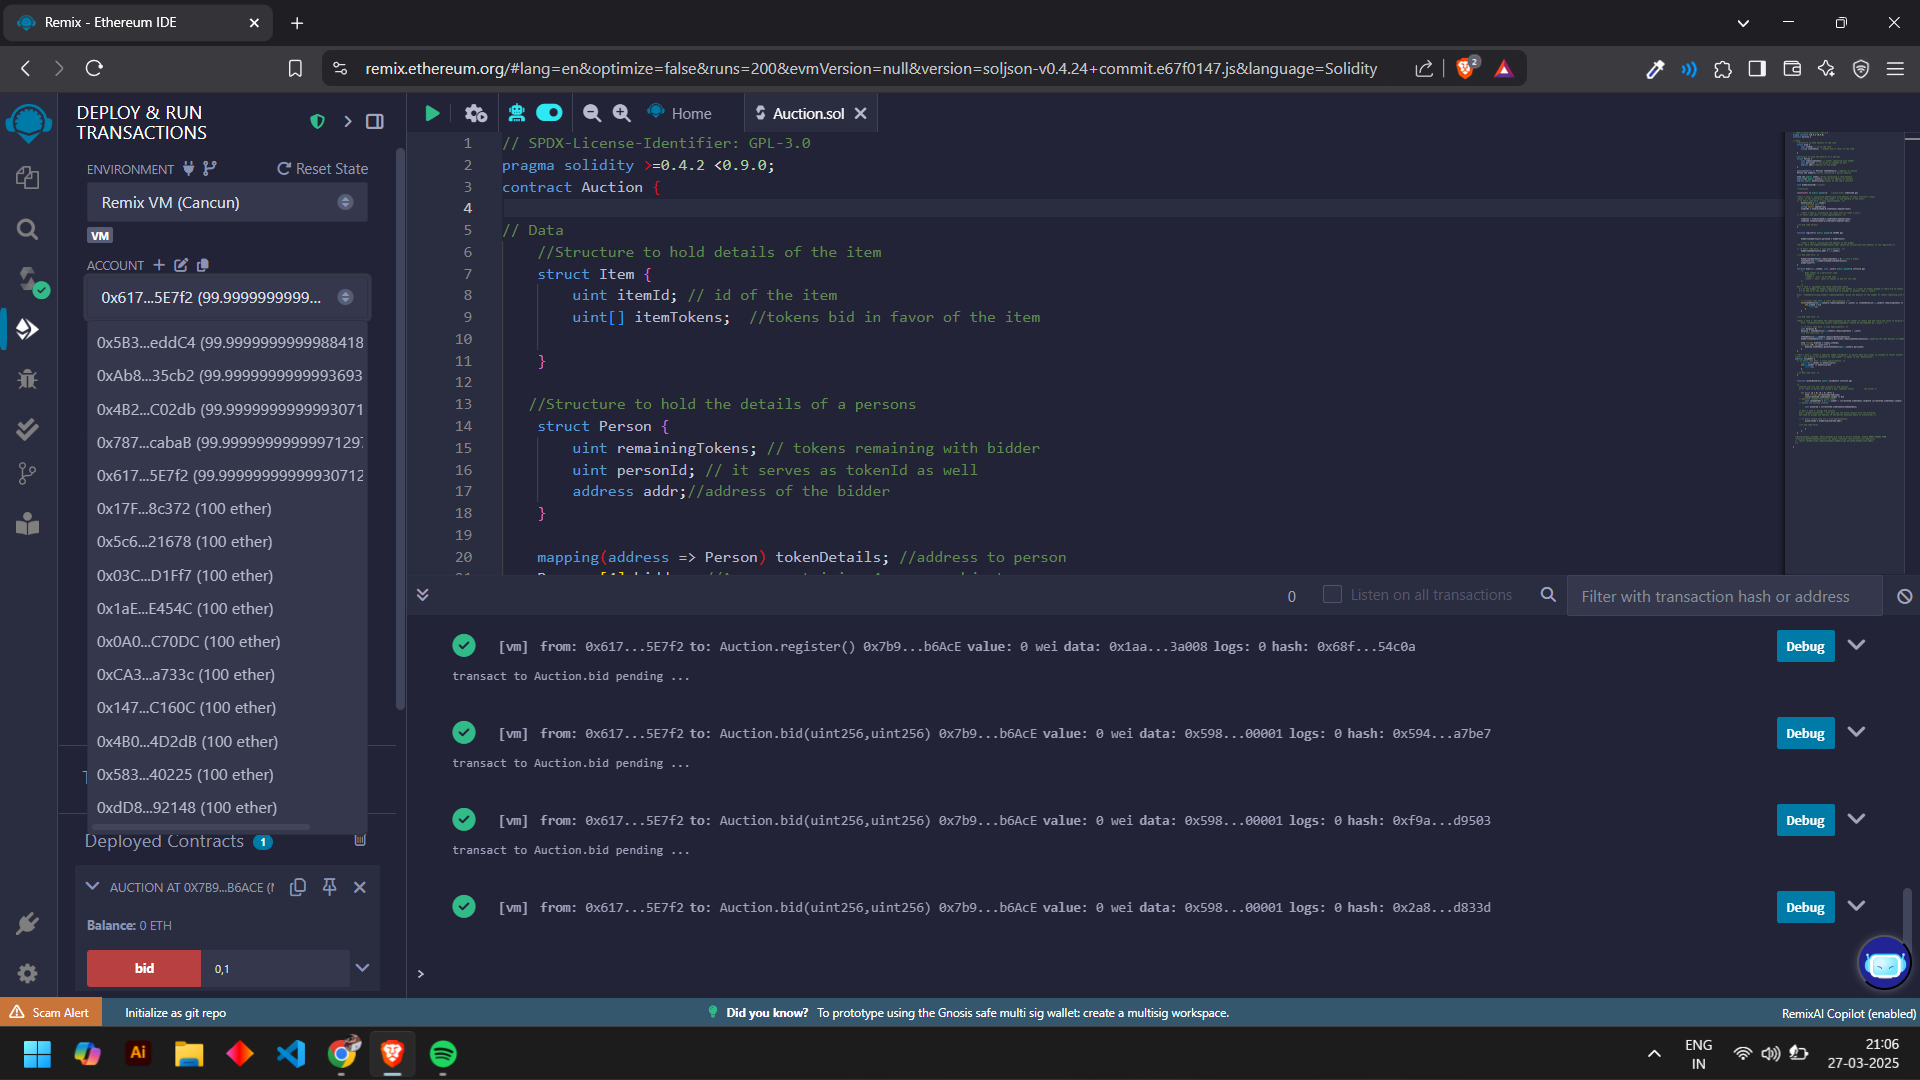 Remix - Ethereum IDE
remix.ethereum.org/#lang=en&optimize=false&runs=200&evmVersion=null&version=soljson-v0.4.24+commit.e67f0147.js&language=Solidity
2
DEPLOY & RUN
TRANSACTIONS
ENVIRONMENT
Reset State
Remix VM (Cancun)
VM
ACCOUNT
0x617...5E7f2 (99.9999999999...
0x5B3...eddC4 (99.9999999999988418
0xAb8...35cb2 (99.9999999999993693
0x4B2...C02db (99.9999999999993071
0x787...cabaB (99.9999999999997129
0x617...5E7f2 (99.9999999999930712
0x17F...8c372 (100 ether)
0x5c6...21678 (100 ether)
0x03C...D1Ff7 (100 ether)
0x1aE...E454C (100 ether)
0x0A0...C70DC (100 ether)
0xCA3...a733c (100 ether)
0x147...C160C (100 ether)
0x4B0...4D2dB (100 ether)
0x583...40225 (100 ether)
0xdD8...92148 (100 ether)
Deployed Contracts 1
AUCTION AT 0X7B9...B6ACE (
Balance: 0 ETH
bid
0,1
Home
Auction.sol
1 // SPDX-License-Identifier: GPL-3.0
2 pragma solidity >=0.4.2 <0.9.0;
3 contract Auction {
4
5 // Data
6 //Structure to hold details of the item
7 struct Item {
8 uint itemId; // id of the item
9 uint[] itemTokens; //tokens bid in favor of the item
10
11 }
12
13 //Structure to hold the details of a persons
14 struct Person {
15 uint remainingTokens; // tokens remaining with bidder
16 uint personId; // it serves as tokenId as well
17 address addr;//address of the bidder
18 }
19
20 mapping(address => Person) tokenDetails; //address to person
0
Listen on all transactions
Filter with transaction hash or address
[vm] from: 0x617...5E7f2 to: Auction.register() 0x7b9...b6AcE value: 0 wei data: 0x1aa...3a008 logs: 0 hash: 0x68f...54c0a
Debug
transact to Auction.bid pending ...
[vm] from: 0x617...5E7f2 to: Auction.bid(uint256,uint256) 0x7b9...b6AcE value: 0 wei data: 0x598...00001 logs: 0 hash: 0x594...a7be7
Debug
transact to Auction.bid pending ...
[vm] from: 0x617...5E7f2 to: Auction.bid(uint256,uint256) 0x7b9...b6AcE value: 0 wei data: 0x598...00001 logs: 0 hash: 0xf9a...d9503
Debug
transact to Auction.bid pending ...
[vm] from: 0x617...5E7f2 to: Auction.bid(uint256,uint256) 0x7b9...b6AcE value: 0 wei data: 0x598...00001 logs: 0 hash: 0x2a8...d833d
Debug
>
Scam Alert
Initialize as git repo
Did you know? To prototype using the Gnosis safe multi sig wallet: create a multisig workspace.
RemixAI Copilot (enabled)
Ai
ENG
IN
21:06
27-03-2025